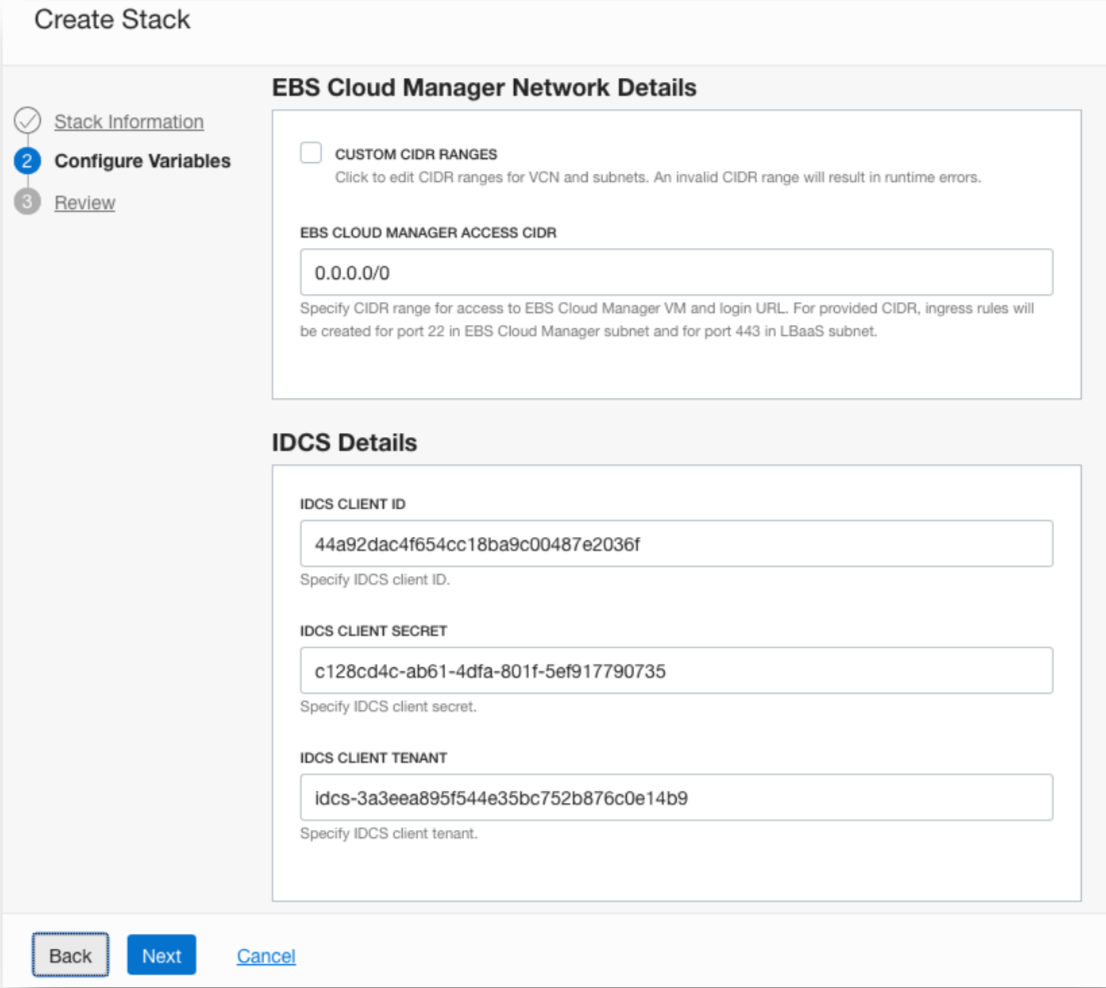 Create Stack
Stack Information
2 Configure Variables
3 Review
EBS Cloud Manager Network Details
CUSTOM CIDR RANGES
Click to edit CIDR ranges for VCN and subnets. An invalid CIDR range will result in runtime errors.
EBS CLOUD MANAGER ACCESS CIDR
0.0.0.0/0
Specify CIDR range for access to EBS Cloud Manager VM and login URL. For provided CIDR, ingress rules will
be created for port 22 in EBS Cloud Manager subnet and for port 443 in LBaaS subnet.
IDCS Details
IDCS CLIENT ID
44a92dac4f654cc18ba9c00487e2036f
Specify IDCS client ID.
IDCS CLIENT SECRET
c128cd4c-ab61-4dfa-801f-5ef917790735
Specify IDCS client secret.
IDCS CLIENT TENANT
idcs-3a3eea895f544e35bc752b876c0e14b9
Specify IDCS client tenant.
Back Next Cancel